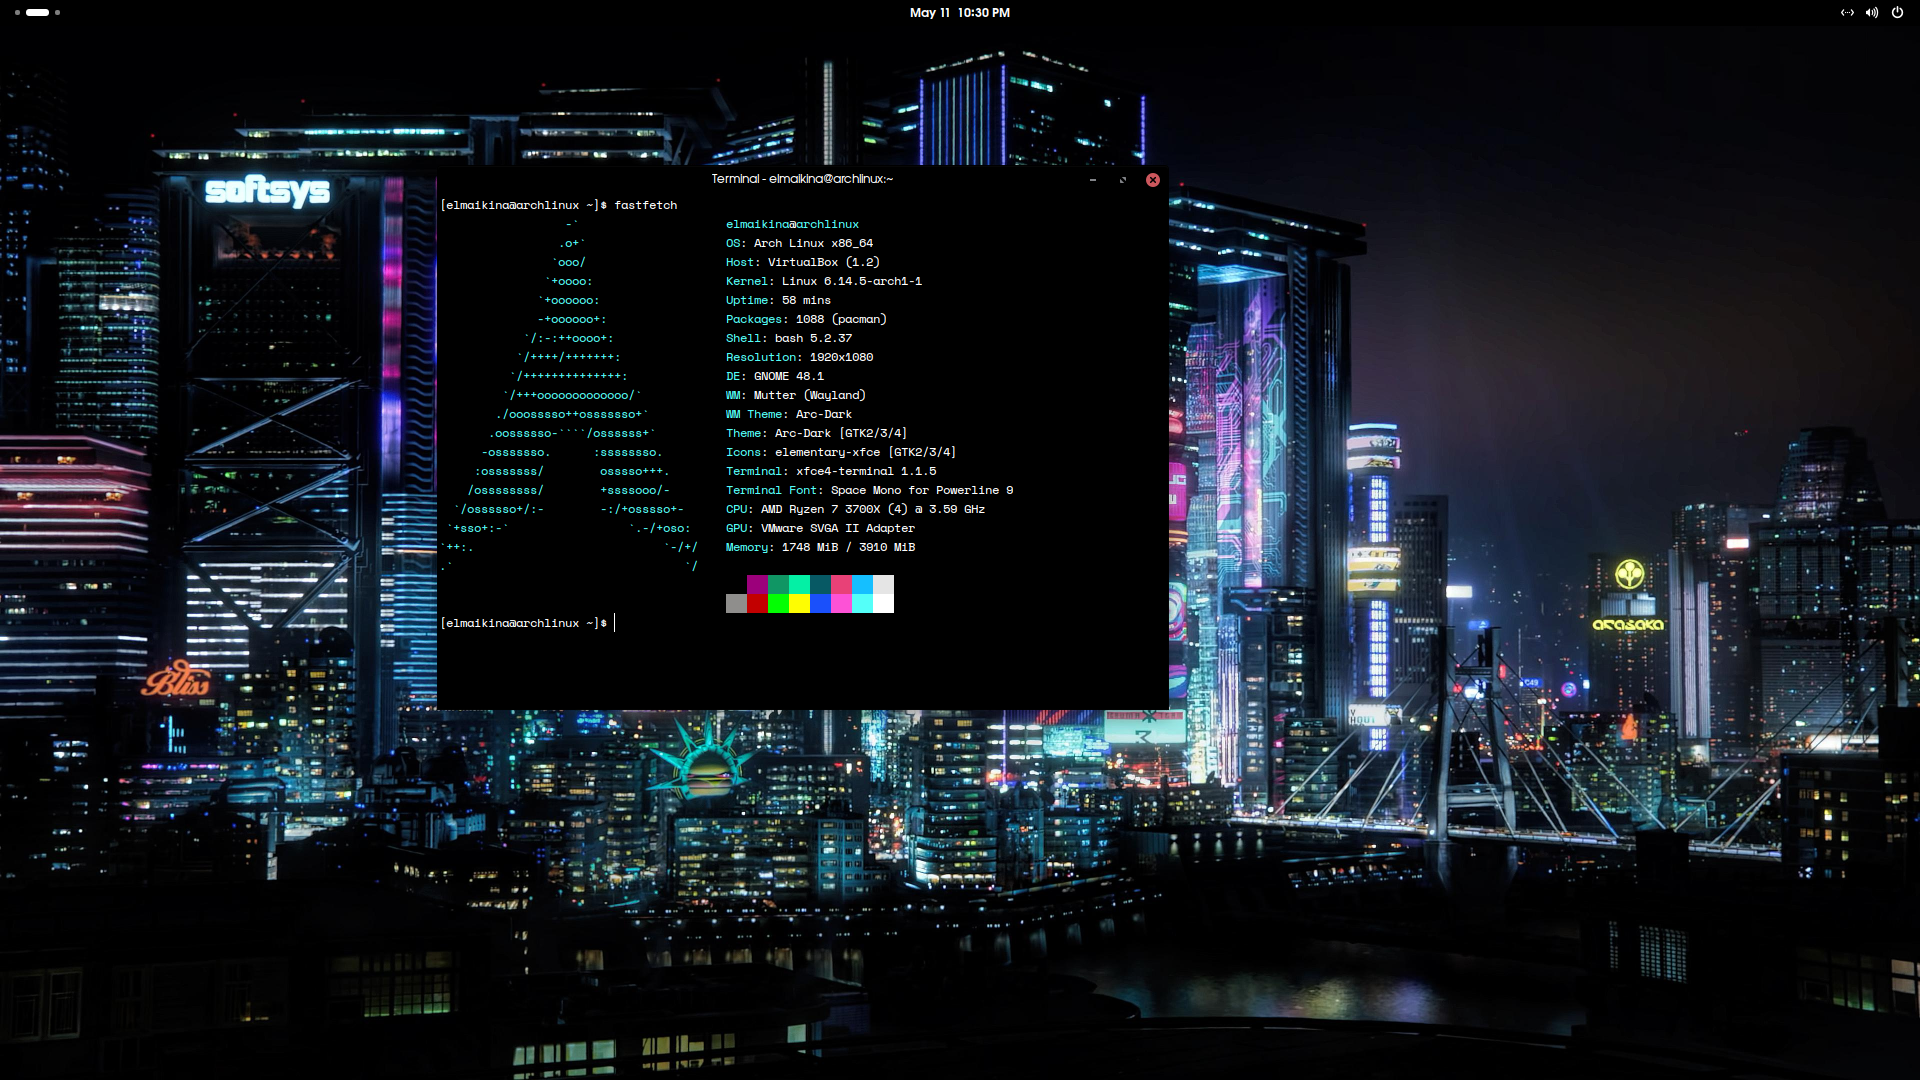 May 11 10:30 PM
softsys
Terminal - elmaikina@archlinux:~
[elmaikina@archlinux ~]$ fastfetch
-`
.o+`
`ooo/
`+oooo:
`+oooooo:
-+oooooo+:
`/:-:++oooo+:
`/++++/+++++++:
`/++++++++++++++:
`/+++ooooooooooooo/`
./ooosssso++osssssso+`
.oossssso-````/ossssss+`
-osssssso.      :ssssssso.
:osssssss/        osssso+++.
/ossssssss/        +ssssooo/-
`/ossssso+/:-        -:/+osssso+-
`+sso+:-`                 `.-/+oso:
`++:.                           `-/+/
.`                                 `/
elmaikina@archlinux
OS: Arch Linux x86_64
Host: VirtualBox (1.2)
Kernel: Linux 6.14.5-arch1-1
Uptime: 58 mins
Packages: 1088 (pacman)
Shell: bash 5.2.37
Resolution: 1920x1080
DE: GNOME 48.1
WM: Mutter (Wayland)
WM Theme: Arc-Dark
Theme: Arc-Dark [GTK2/3/4]
Icons: elementary-xfce [GTK2/3/4]
Terminal: xfce4-terminal 1.1.5
Terminal Font: Space Mono for Powerline 9
CPU: AMD Ryzen 7 3700X (4) @ 3.59 GHz
GPU: VMware SVGA II Adapter
Memory: 1748 MiB / 3910 MiB
[elmaikina@archlinux ~]$
arasaka
Bliss
C49